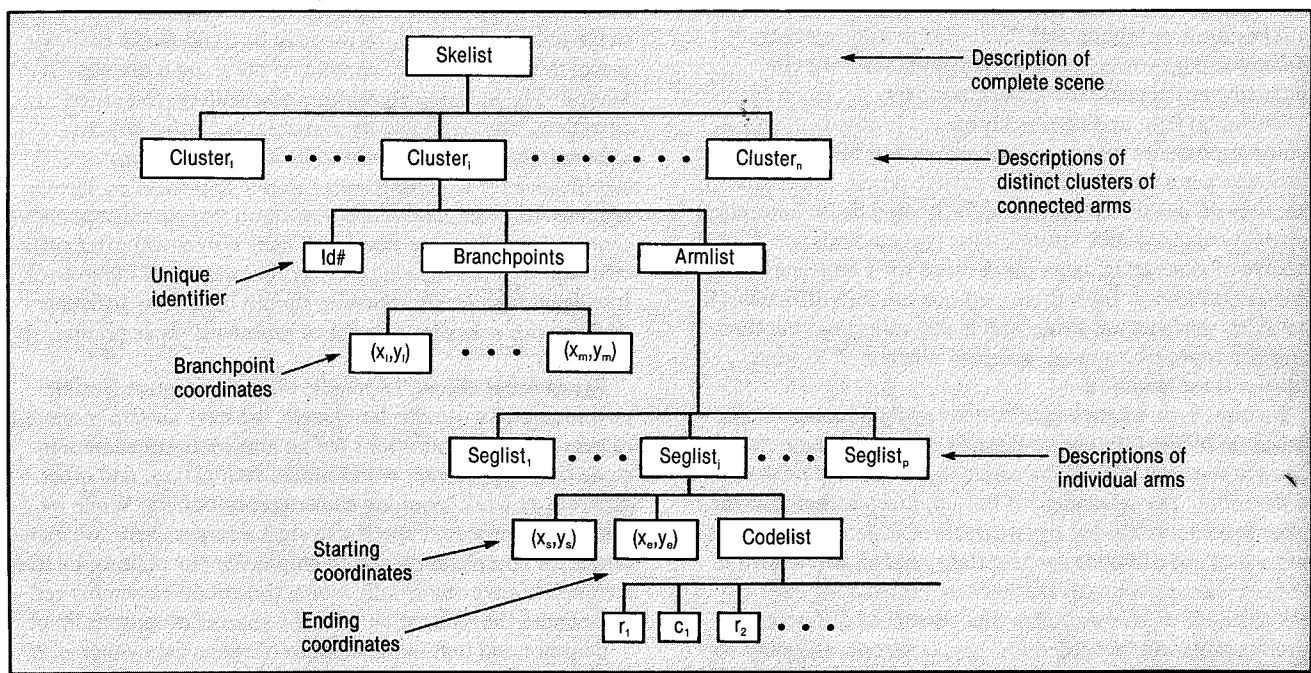 Skelist
Description of
complete scene
Cluster₁ . . . . . Clusterᵢ . . . . . . . Clusterₙ
Descriptions of
distinct clusters of
connected arms
Id# Branchpoints Armlist
Unique
identifier
(x₁,y₁) . . . (xₘ,yₘ)
Branchpoint
coordinates
Seglist₁ . . . Seglistⱼ . . . Seglistₚ
Descriptions of
individual arms
(xₛ,yₛ) (xₑ,yₑ) Codelist
Starting
coordinates
Ending
coordinates
r₁ c₁ r₂ . . .